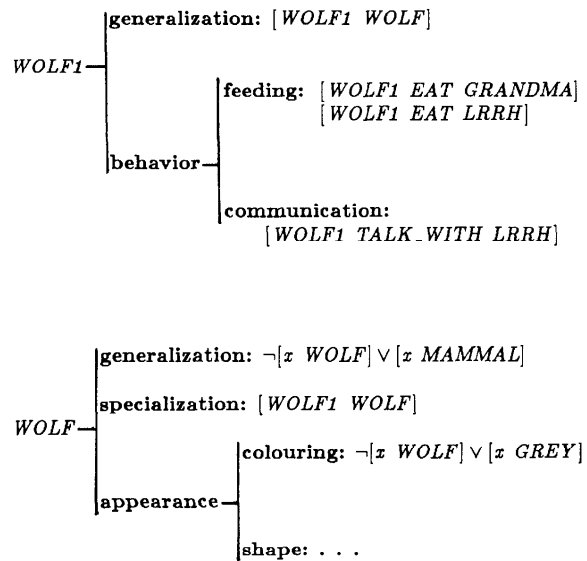 generalization: [WOLF1 WOLF]
WOLF1
feeding: [WOLF1 EAT GRANDMA]
[WOLF1 EAT LRRH]
behavior
communication:
[WOLF1 TALK_WITH LRRH]
generalization: ¬[x WOLF] ∨ [x MAMMAL]
specialization: [WOLF1 WOLF]
WOLF
colouring: ¬[x WOLF] ∨ [x GREY]
appearance
shape: . . .